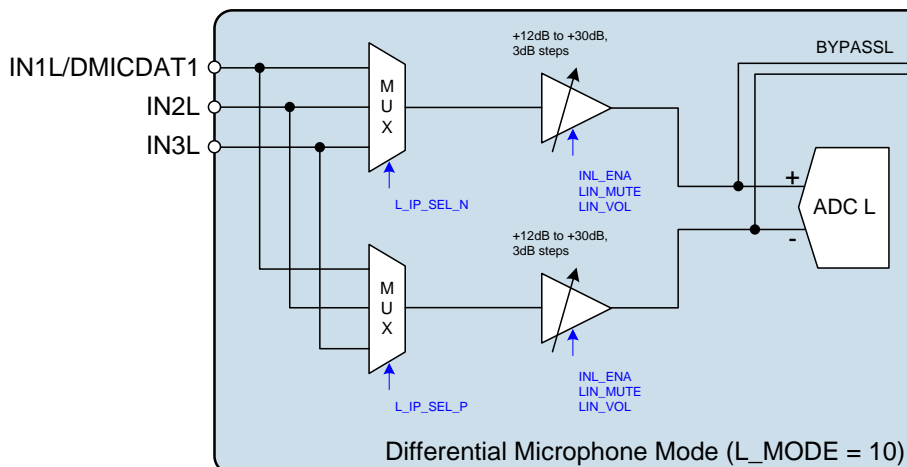 +12dB to +30dB,
3dB steps
BYPASSL
IN1L/DMICDAT1
IN2L
IN3L
M
U
X
L_IP_SEL_N
INL_ENA
LIN_MUTE
LIN_VOL
+
ADC L
-
+12dB to +30dB,
3dB steps
M
U
X
L_IP_SEL_P
INL_ENA
LIN_MUTE
LIN_VOL
Differential Microphone Mode (L_MODE = 10)